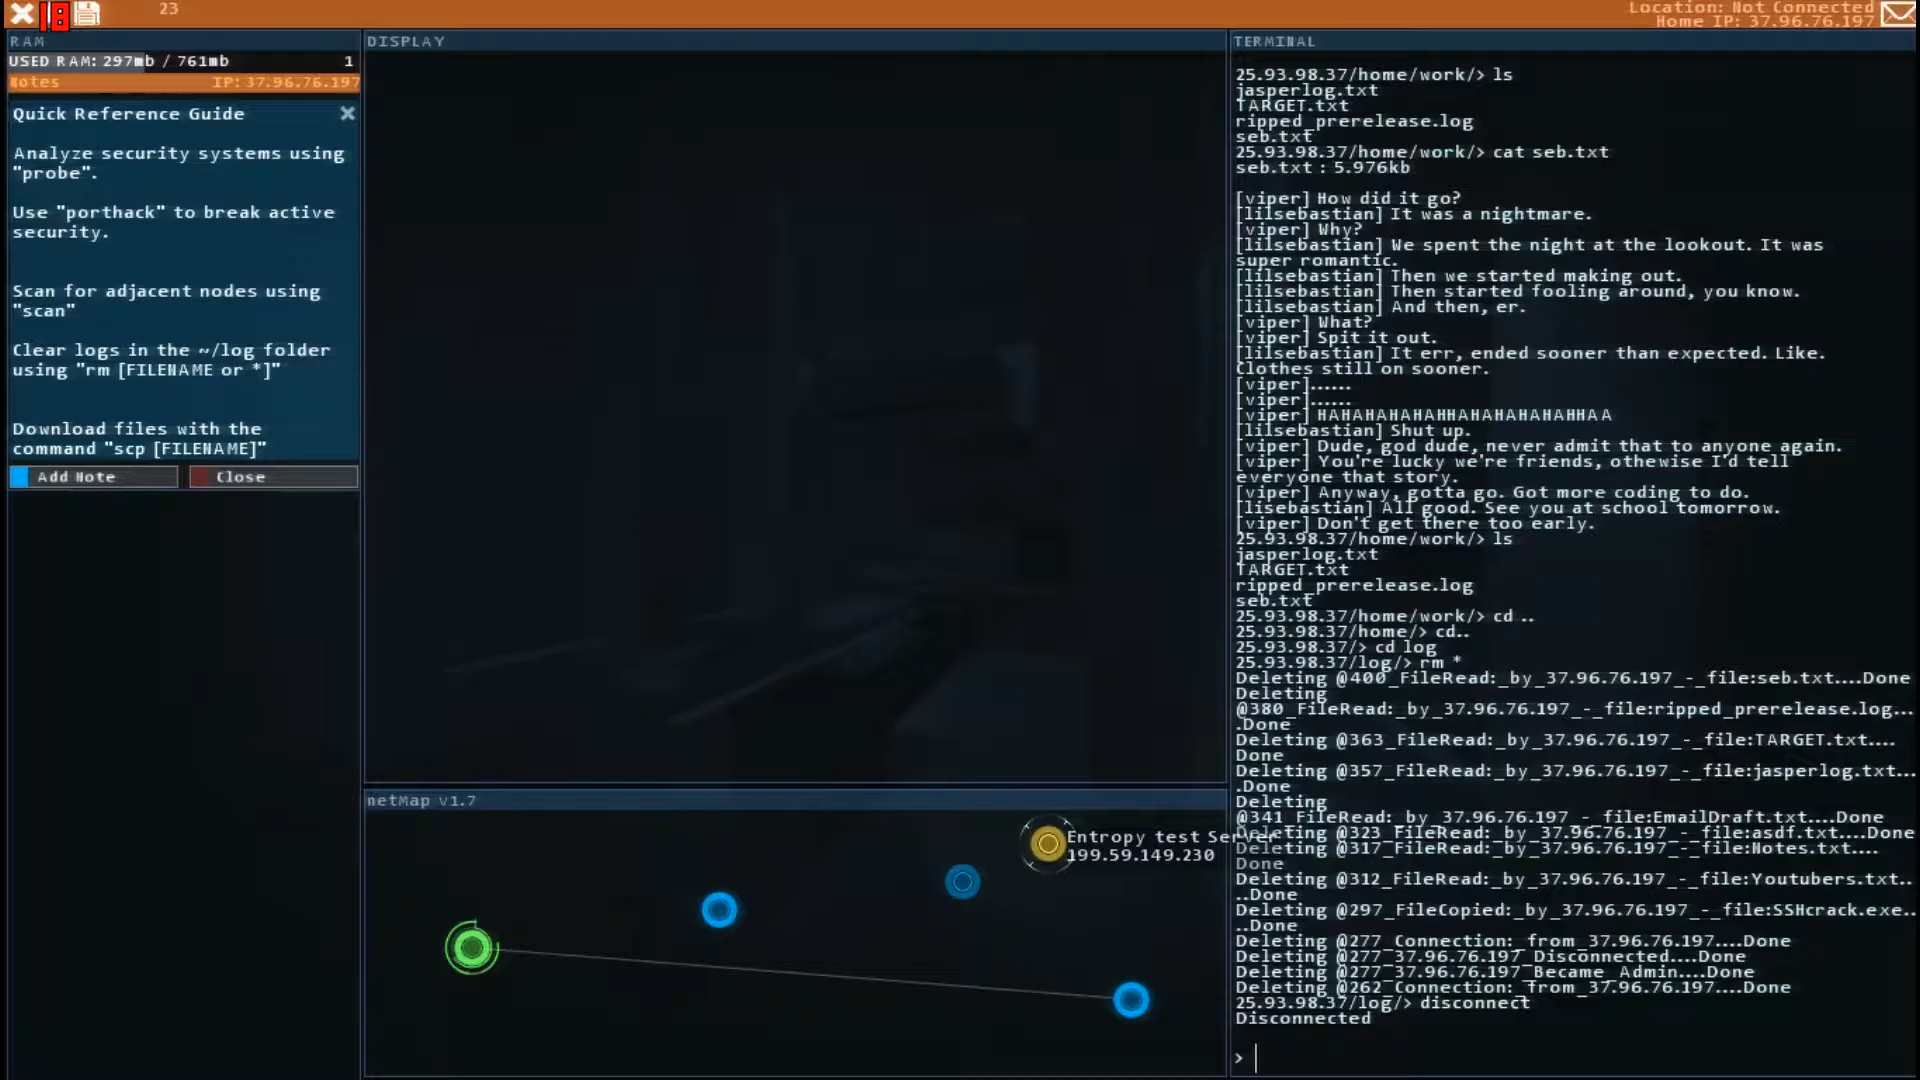 23
Location: Not Connected
Home IP: 37.96.76.197
RAM
USED RAM: 297mb / 761mb 1
Notes IP: 37.96.76.197
Quick Reference Guide
Analyze security systems using
"probe".
Use "porthack" to break active
security.
Scan for adjacent nodes using
"scan"
Clear logs in the ~/log folder
using "rm [FILENAME or *]"
Download files with the
command "scp [FILENAME]"
Add Note Close
DISPLAY
netMap v1.7
Entropy test Server
199.59.149.230
TERMINAL
25.93.98.37/home/work/> ls
jasperlog.txt
TARGET.txt
ripped_prerelease.log
seb.txt
25.93.98.37/home/work/> cat seb.txt
seb.txt : 5.976kb
[viper] How did it go?
[lilsebastian] It was a nightmare.
[viper] Why?
[lilsebastian] We spent the night at the lookout. It was
super romantic.
[lilsebastian] Then we started making out.
[lilsebastian] Then started fooling around, you know.
[lilsebastian] And then, er.
[viper] What?
[viper] Spit it out.
[lilsebastian] It err, ended sooner than expected. Like.
Clothes still on sooner.
[viper]......
[viper]......
[viper] HAHAHAHAHAHHAHAHAHAHAHHAA
[lilsebastian] Shut up.
[viper] Dude, god dude, never admit that to anyone again.
[viper] You're lucky we're friends, othewise I'd tell
everyone that story.
[viper] Anyway, gotta go. Got more coding to do.
[lisebastian] All good. See you at school tomorrow.
[viper] Don't get there too early.
25.93.98.37/home/work/> ls
jasperlog.txt
TARGET.txt
ripped_prerelease.log
seb.txt
25.93.98.37/home/work/> cd ..
25.93.98.37/home/> cd..
25.93.98.37/> cd log
25.93.98.37/log/> rm *
Deleting @400_FileRead:_by_37.96.76.197_-_file:seb.txt....Done
Deleting
@380_FileRead:_by_37.96.76.197_-_file:ripped_prerelease.log...
.Done
Deleting @363_FileRead:_by_37.96.76.197_-_file:TARGET.txt....
Done
Deleting @357_FileRead:_by_37.96.76.197_-_file:jasperlog.txt...
.Done
Deleting
@341_FileRead:_by_37.96.76.197_-_file:EmailDraft.txt....Done
Deleting @323_FileRead:_by_37.96.76.197_-_file:asdf.txt....Done
Deleting @317_FileRead:_by_37.96.76.197_-_file:Notes.txt....
Done
Deleting @312_FileRead:_by_37.96.76.197_-_file:Youtubers.txt..
..Done
Deleting @297_FileCopied:_by_37.96.76.197_-_file:SSHcrack.exe..
..Done
Deleting @277_Connection:_from_37.96.76.197....Done
Deleting @277_37.96.76.197_Disconnected....Done
Deleting @277_37.96.76.197_Became_Admin....Done
Deleting @262_Connection:_from_37.96.76.197....Done
25.93.98.37/log/> disconnect
Disconnected
>